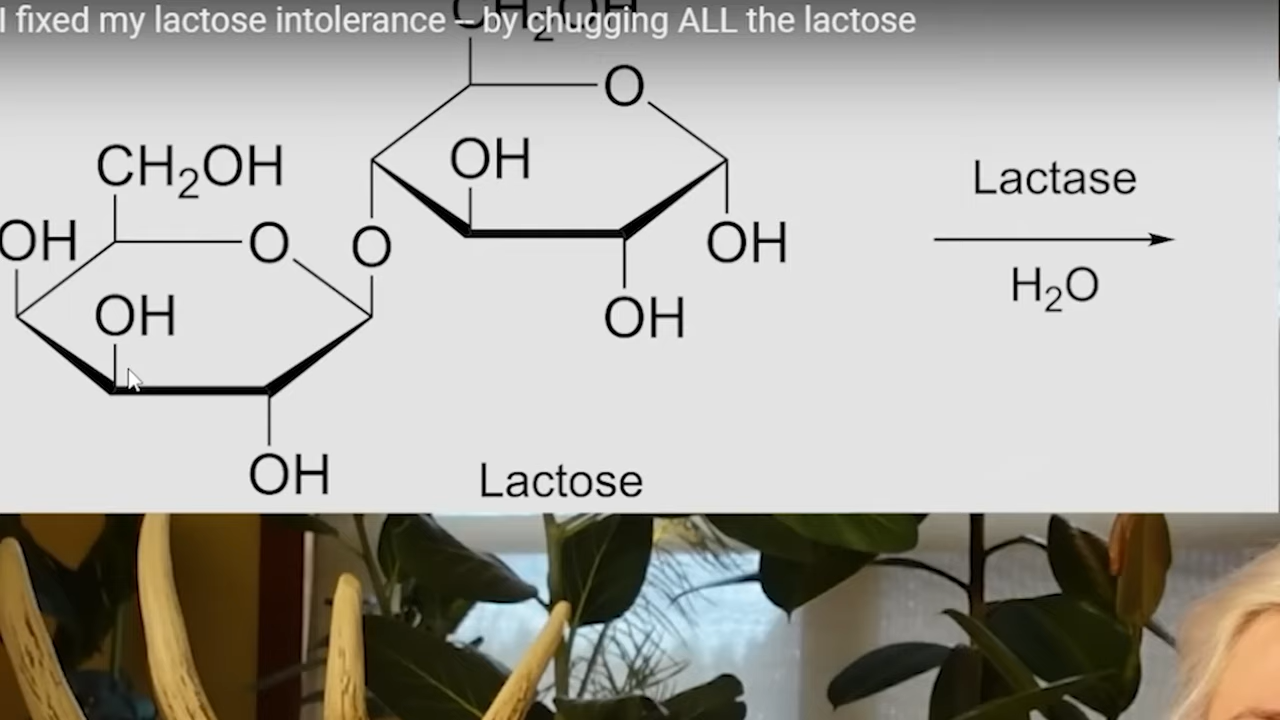 I fixed my lactose intolerance -- by chugging ALL the lactose
CH2OH
O
OH
CH2OH
Lactase
OH
O
O
OH
H2O
OH
OH
OH
Lactose